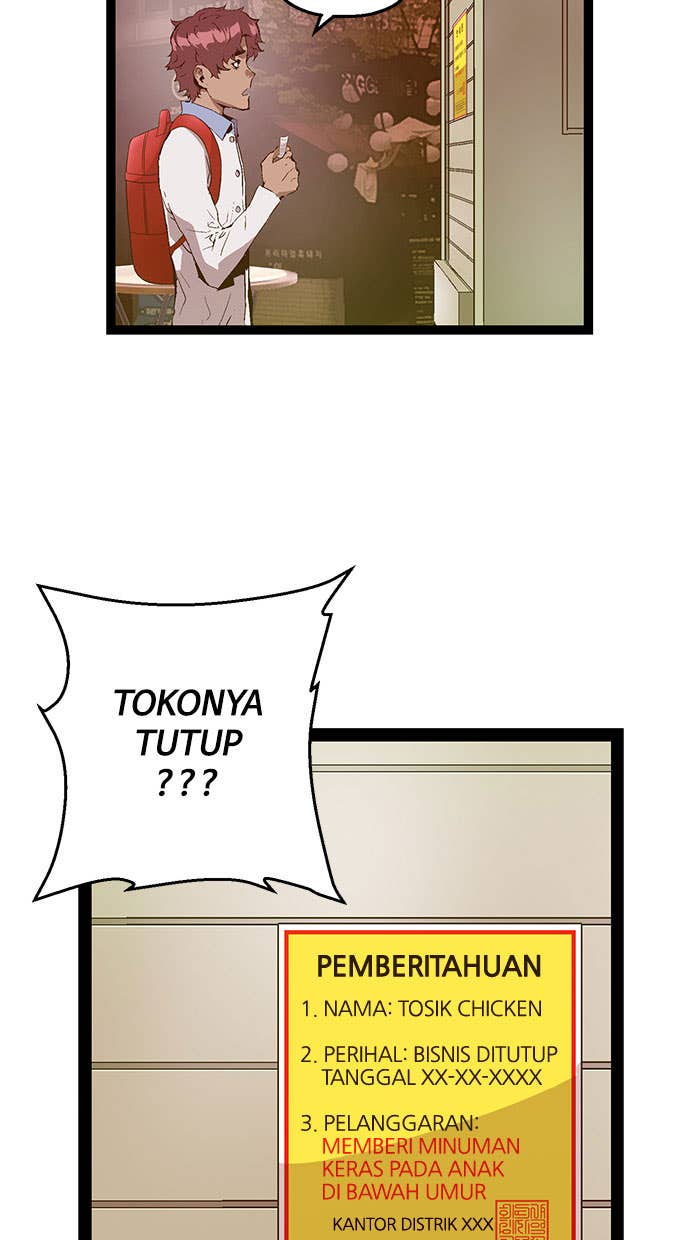 TOKONYA
TUTUP
???
PEMBERITAHUAN
1. NAMA: TOSIK CHICKEN
2. PERIHAL: BISNIS DITUTUP
TANGGAL XX-XX-XXXX
3. PELANGGARAN:
MEMBERI MINUMAN
KERAS PADA ANAK
DI BAWAH UMUR
KANTOR DISTRIK XXX